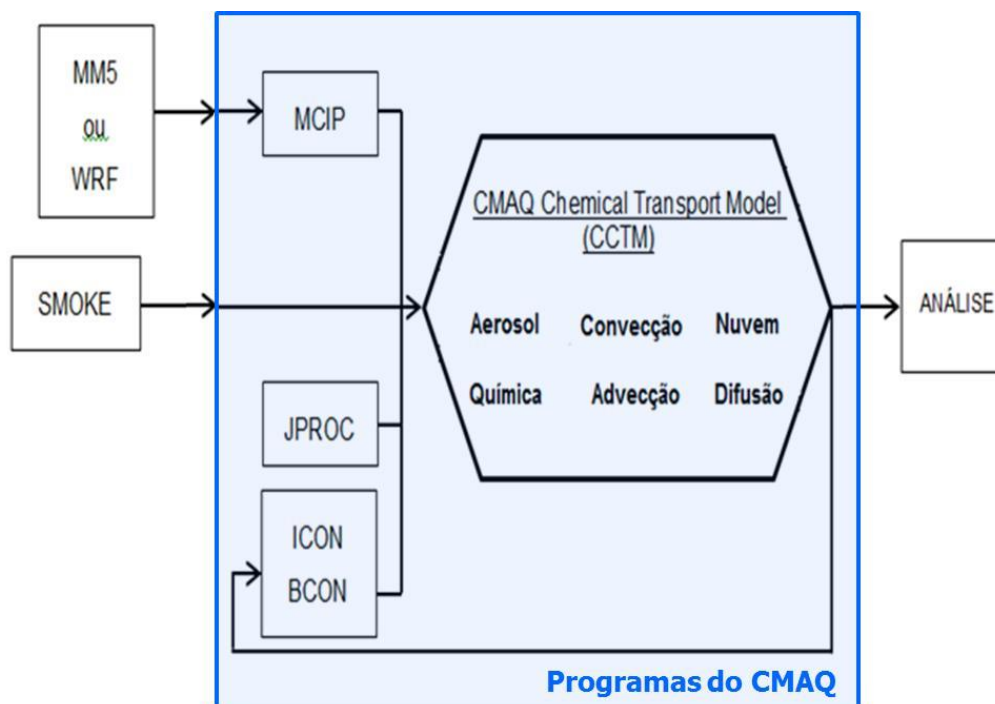 MM5
ou
WRF
MCIP
SMOKE
JPROC
ICON
BCON
CMAQ Chemical Transport Model
(CCTM)
Aerosol Convecção Nuvem
Química Advecção Difusão
ANÁLISE
Programas do CMAQ